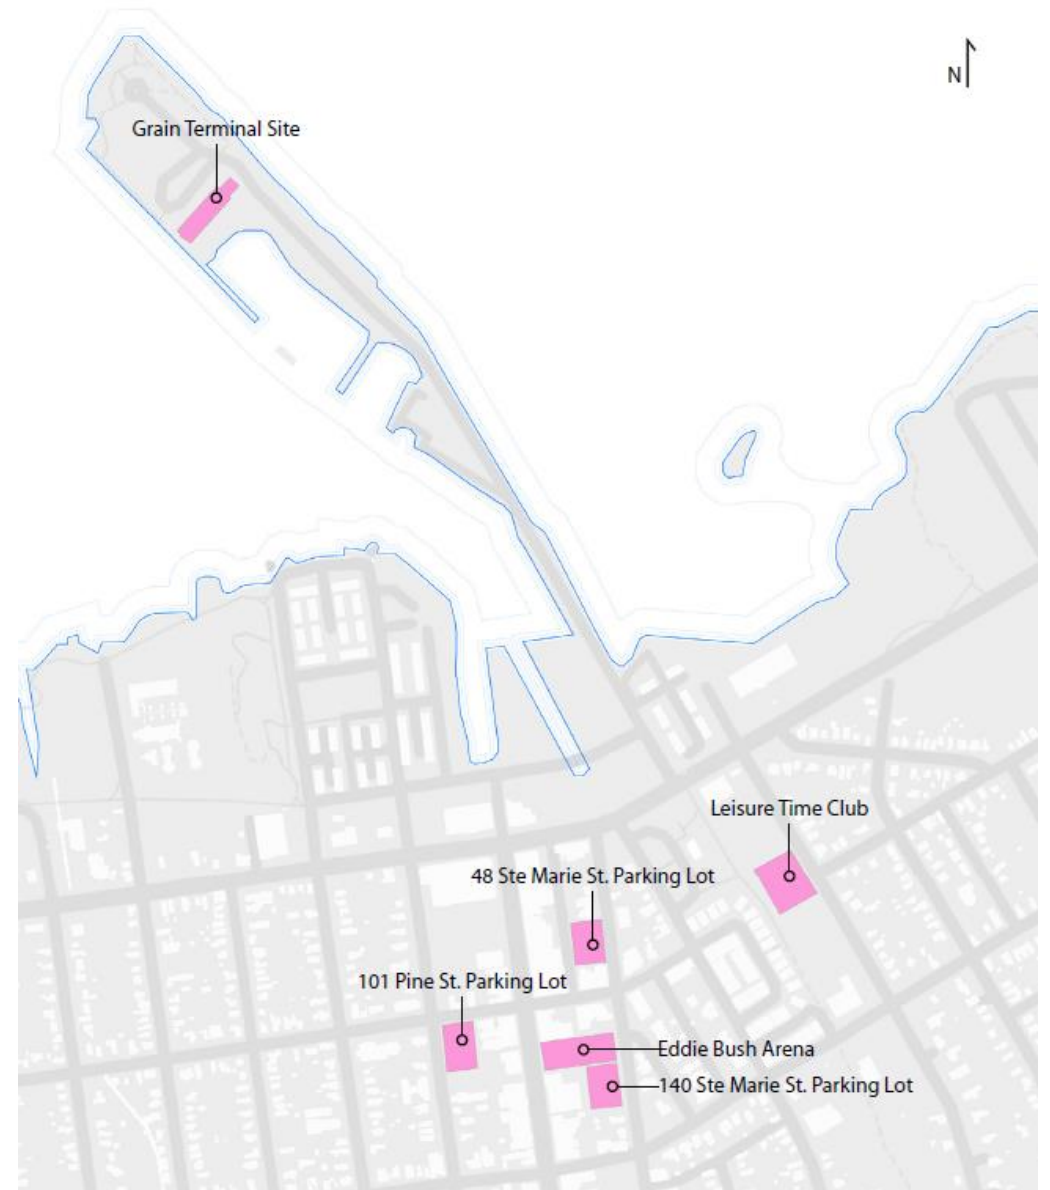 N
Grain Terminal Site
Leisure Time Club
48 Ste Marie St. Parking Lot
101 Pine St. Parking Lot
Eddie Bush Arena
140 Ste Marie St. Parking Lot